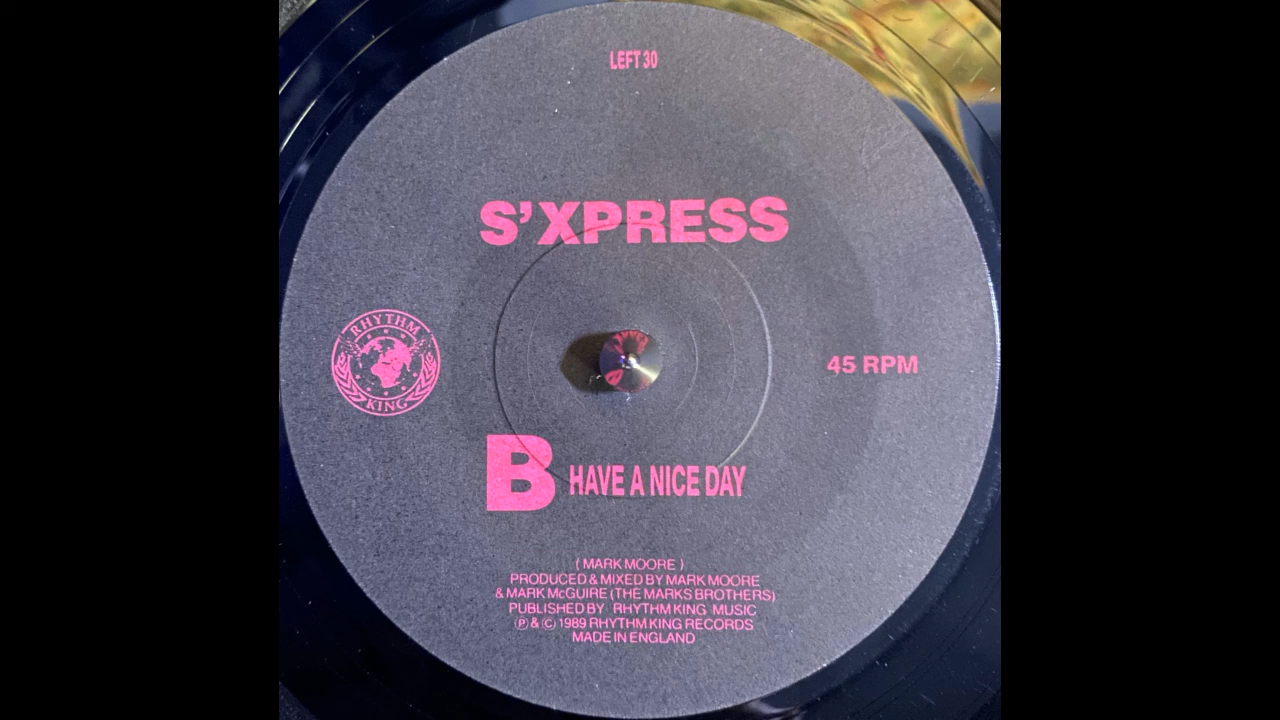 LEFT 30
S'XPRESS
RHYTHM
KING
45 RPM
B HAVE A NICE DAY
( MARK MOORE )
PRODUCED & MIXED BY MARK MOORE
& MARK McGUIRE (THE MARKS BROTHERS)
PUBLISHED BY RHYTHM KING MUSIC
Ⓟ & © 1989 RHYTHM KING RECORDS
MADE IN ENGLAND